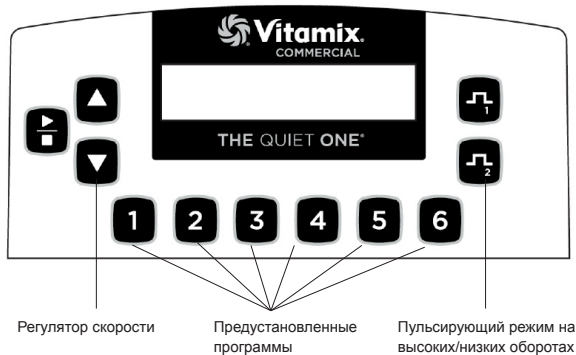 Vitamix®
COMMERCIAL
THE QUIET ONE®
1
2
1 2 3 4 5 6
Регулятор скорости
Предустановленные
программы
Пульсирующий режим на
высоких/низких оборотах